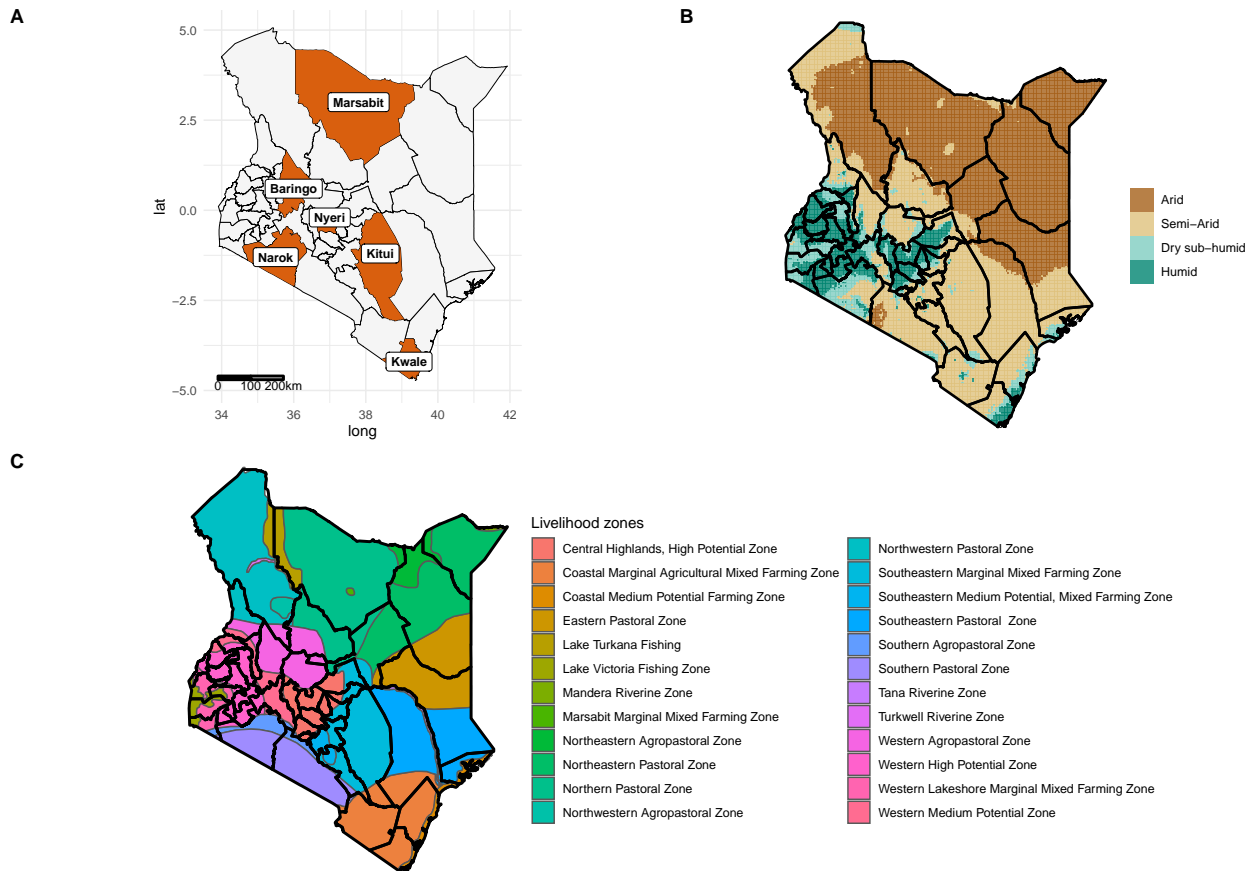 A
5.0
2.5
0.0
−2.5
−5.0
lat
Marsabit
Baringo
Nyeri
Narok
Kitui
Kwale
0 100 200km
34 36 38 40 42
long
B
Arid
Semi−Arid
Dry sub−humid
Humid
C
Livelihood zones
Central Highlands, High Potential Zone
Coastal Marginal Agricultural Mixed Farming Zone
Coastal Medium Potential Farming Zone
Eastern Pastoral Zone
Lake Turkana Fishing
Lake Victoria Fishing Zone
Mandera Riverine Zone
Marsabit Marginal Mixed Farming Zone
Northeastern Agropastoral Zone
Northeastern Pastoral Zone
Northern Pastoral Zone
Northwestern Agropastoral Zone
Northwestern Pastoral Zone
Southeastern Marginal Mixed Farming Zone
Southeastern Medium Potential, Mixed Farming Zone
Southeastern Pastoral  Zone
Southern Agropastoral Zone
Southern Pastoral Zone
Tana Riverine Zone
Turkwell Riverine Zone
Western Agropastoral Zone
Western High Potential Zone
Western Lakeshore Marginal Mixed Farming Zone
Western Medium Potential Zone